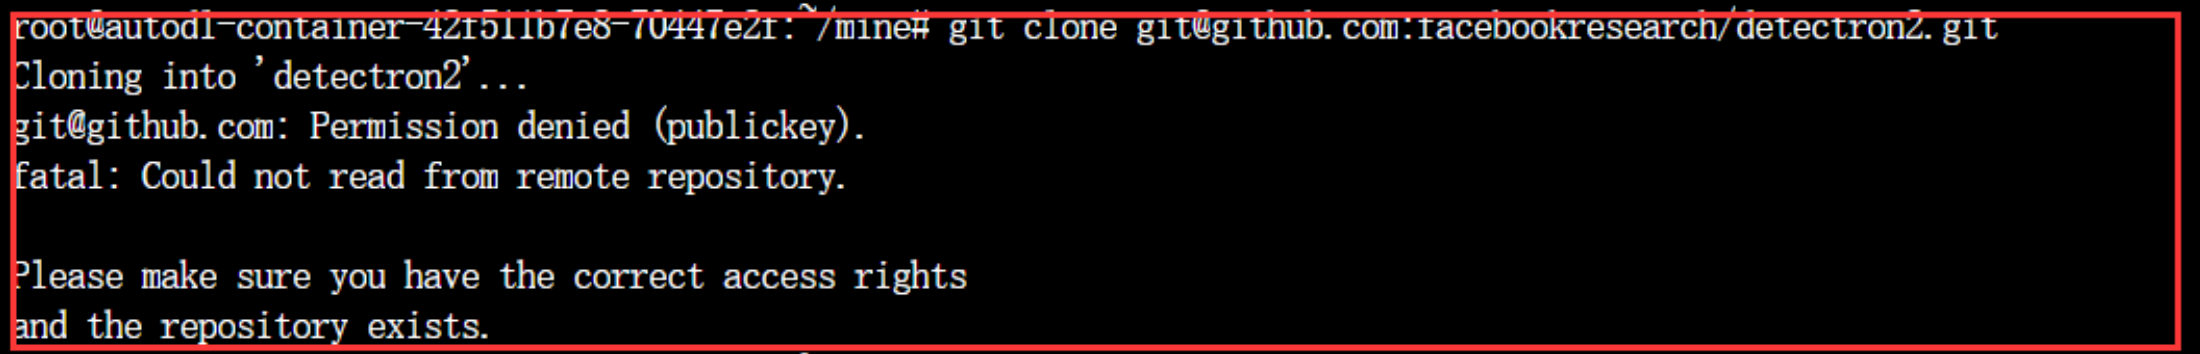 root@autodl-container-42f511b7e8-70447e2f:~/mine# git clone git@github.com:facebookresearch/detectron2.git
Cloning into 'detectron2'...
git@github.com: Permission denied (publickey).
fatal: Could not read from remote repository.
Please make sure you have the correct access rights
and the repository exists.